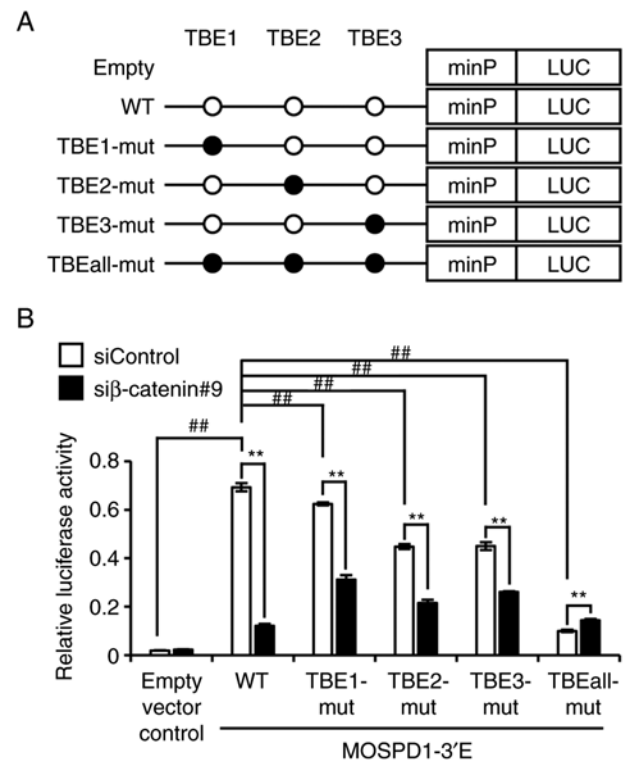 A
TBE1 TBE2 TBE3
Empty minP LUC
WT minP LUC
TBE1-mut minP LUC
TBE2-mut minP LUC
TBE3-mut minP LUC
TBEall-mut minP LUC
B
siControl
siβ-catenin#9
##
##
##
##
##
** ** ** ** **
Relative luciferase activity
0.8
0.6
0.4
0.2
0
Empty vector control
WT
TBE1-mut
TBE2-mut
TBE3-mut
TBEall-mut
MOSPD1-3′E